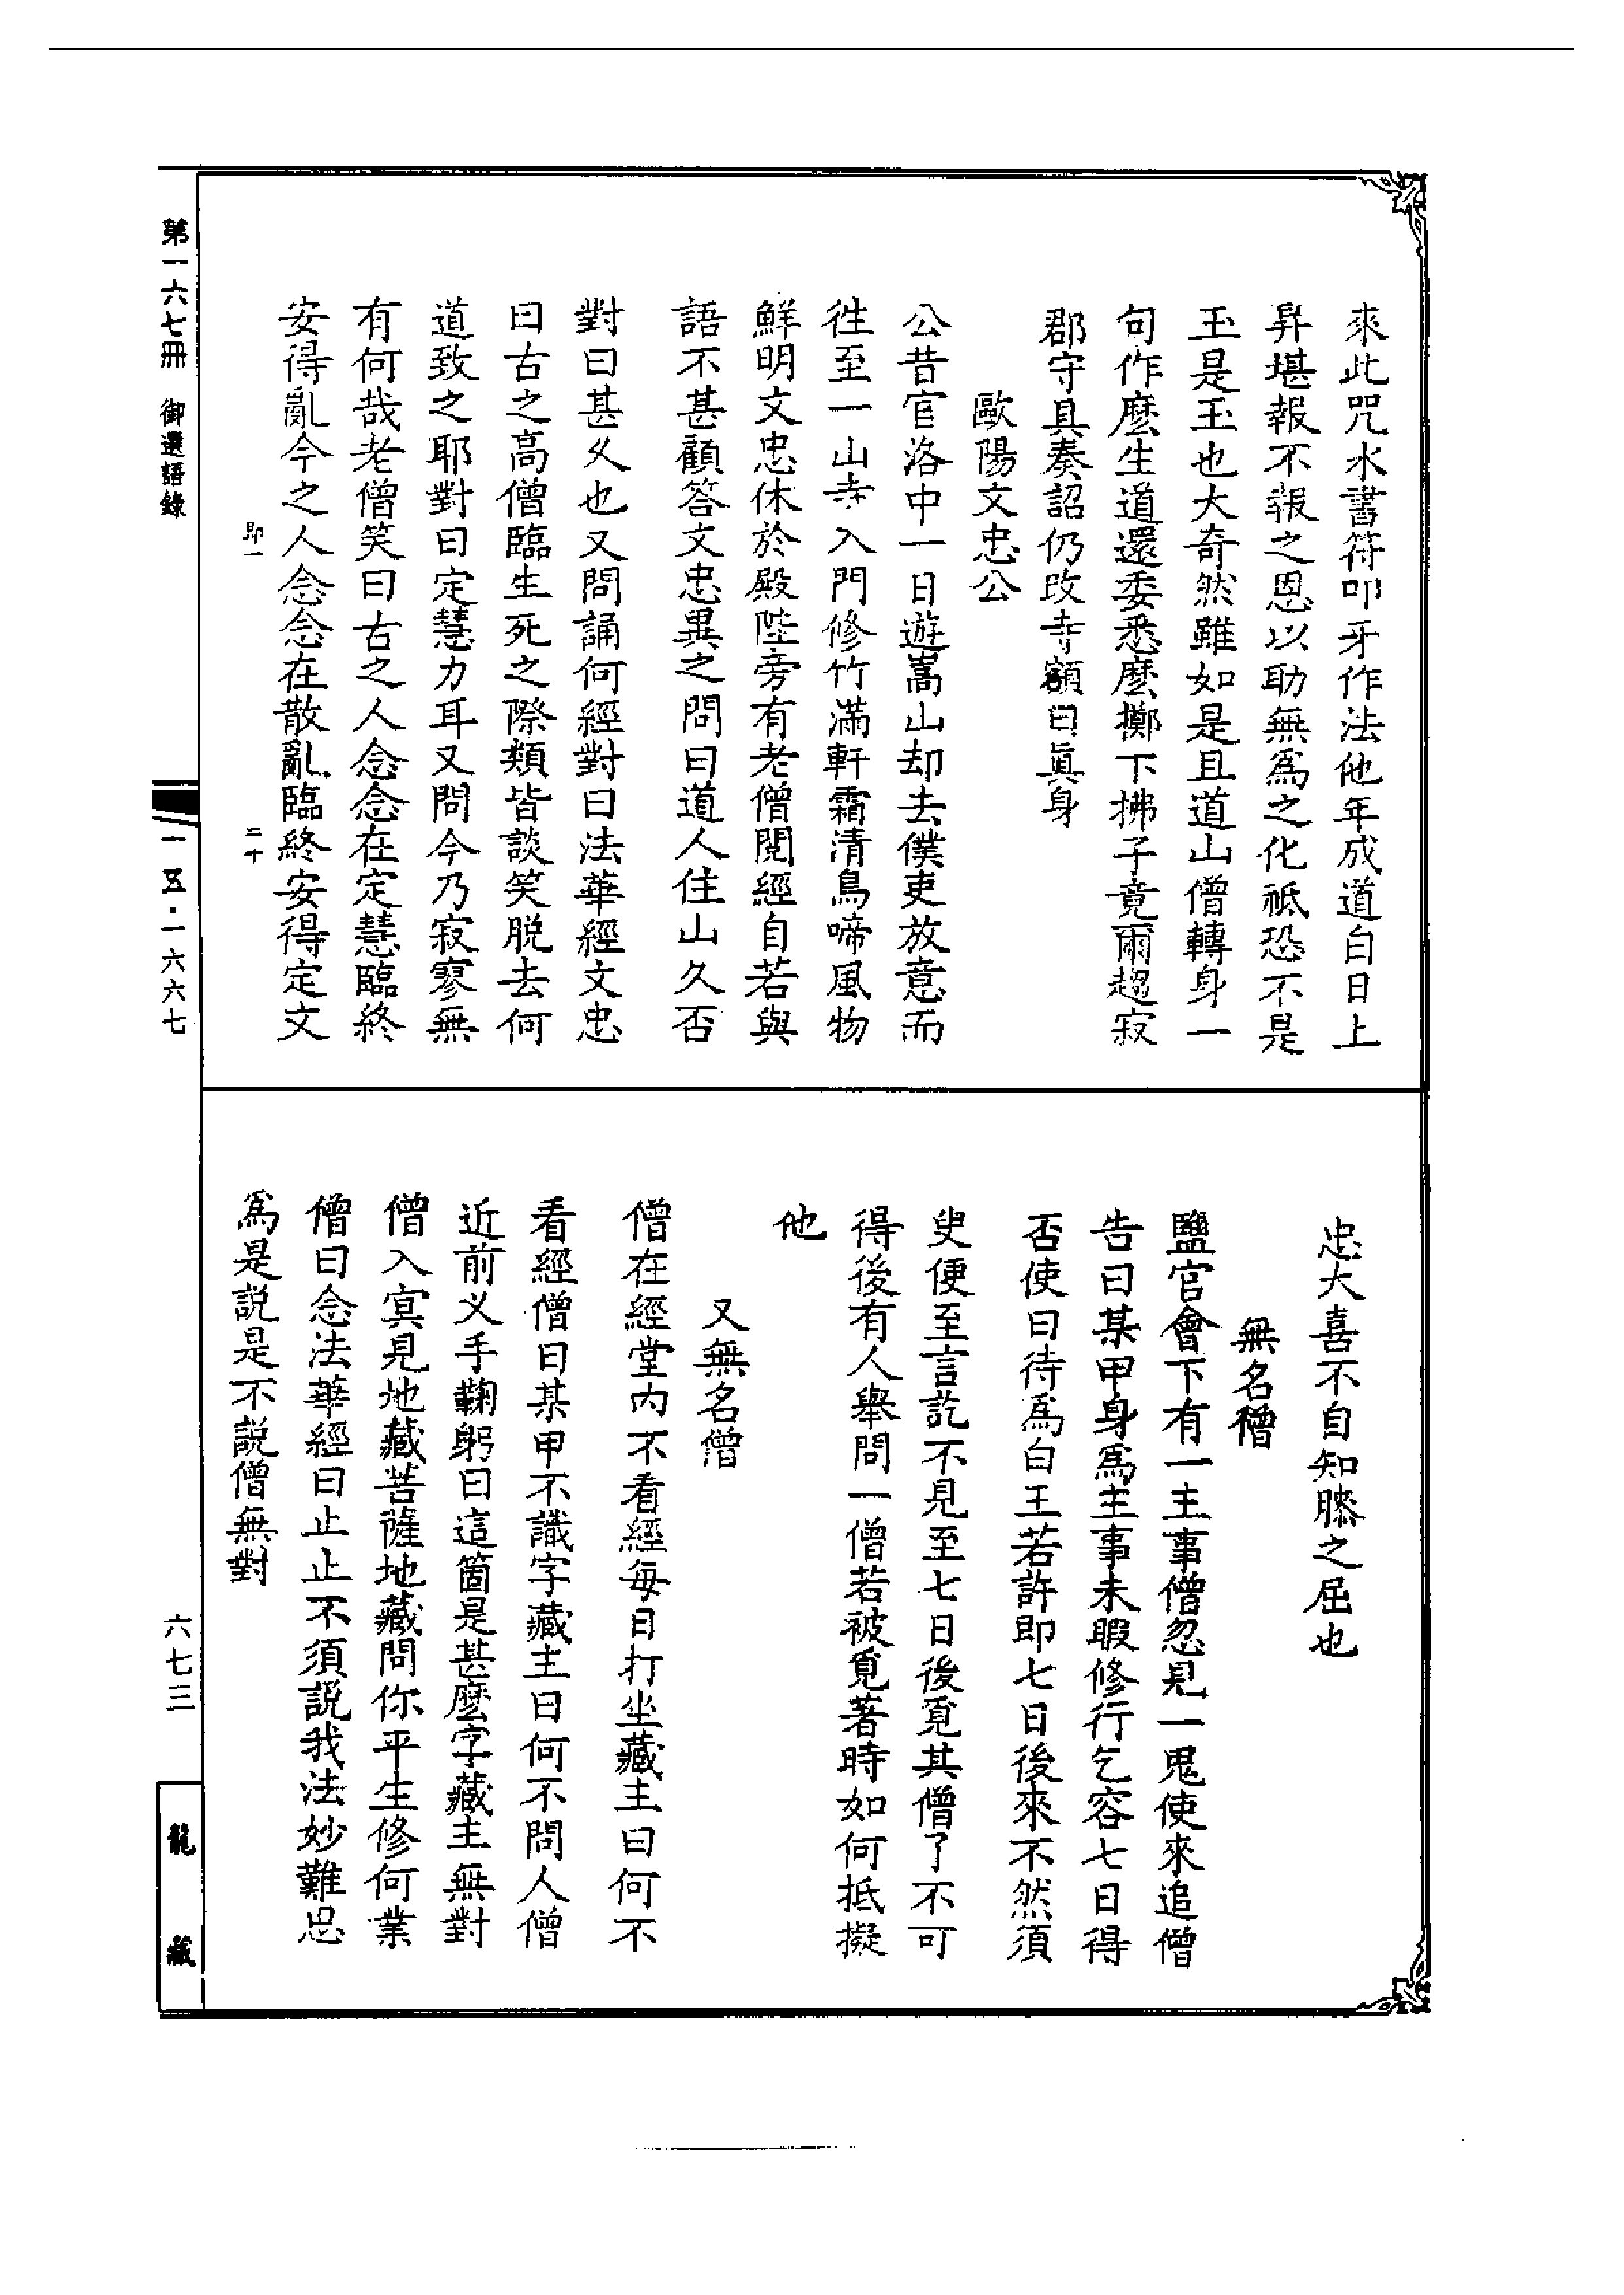 來此咒水書符叩牙作法他年成道白日上
昇堪報不報之恩以助無爲之化祗恐不是
玉是玉也大奇然雖如是且道山僧轉身一
句作麽生道還委悉麽擲下拂子竟爾趨寂
郡守具奏詔仍改寺額曰眞身
歐陽文忠公
公昔官洛中一日遊嵩山却去僕吏放意而
徃至一山寺入門修竹滿軒霜清鳥啼風物
鮮明文忠休於殿陛旁有老僧閱經自若與
語不甚顧答文忠異之問曰道人住山久否
對曰甚久也又問誦何經對曰法華經文忠
曰古之高僧臨生死之際類皆談笑脱去何
道致之耶對曰定慧力耳又問今乃寂寥無
有何哉老僧笑曰古之人念念在定慧臨終
安得亂今之人念念在散亂臨終安得定文
卽一 二十
忠大喜不自知膝之屈也
無名僧
鹽官會下有一主事僧忽見一鬼使來追僧
告曰某甲身爲主事未暇修行乞容七日得
否使曰待爲白王若許即七日後來不然須
臾便至言訖不見至七日後覓其僧了不可
得後有人舉問一僧若被覓著時如何抵擬
他
又無名僧
僧在經堂内不看經每日打坐藏主曰何不
看經僧曰某甲不識字藏主曰何不問人僧
近前义手鞠躬曰這箇是甚麽字藏主無對
僧入冥見地藏菩薩地藏問你平生修何業
僧曰念法華經曰止止不須説我法妙難思
爲是説是不説僧無對
第一六七冊 御選語錄
一五·一六六七
六七三
龍藏